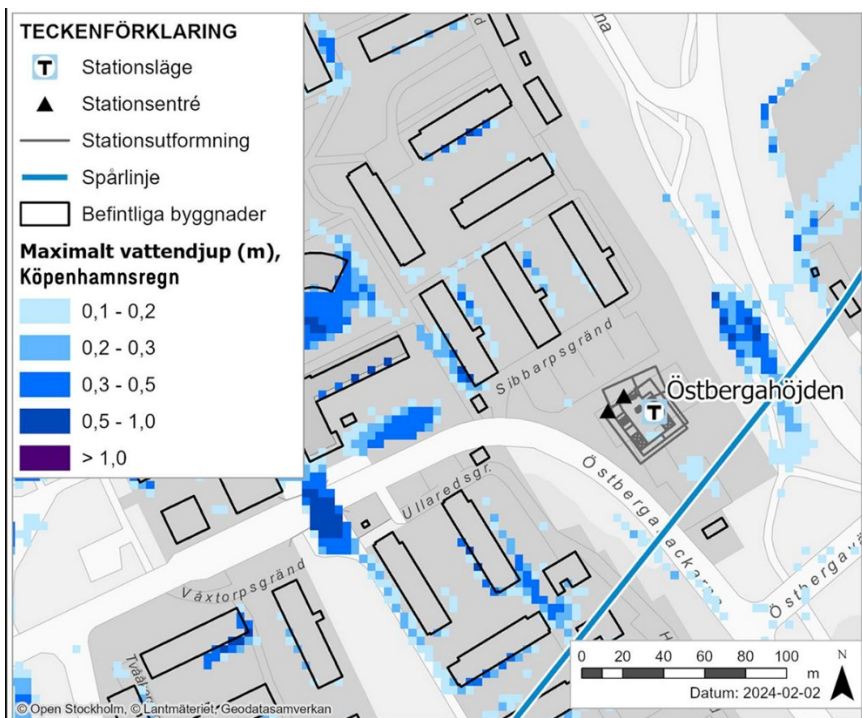 TECKENFÖRKLARING
T
Stationsläge
Stationsentré
Stationsutformning
Spårlinje
Befintliga byggnader
Maximalt vattendjup (m),
Köpenhamnsregn
0,1 - 0,2
0,2 - 0,3
0,3 - 0,5
0,5 - 1,0
> 1,0
Sibbarpsgränd
Östbergahöjden
T
Östbergabackarna
Ullaredsgr.
Växtorpsgränd
Östbergavä
0 20 40 60 80 100
m
N
Datum: 2024-02-02
© Open Stockholm, © Lantmäteriet, Geodatasamverkan